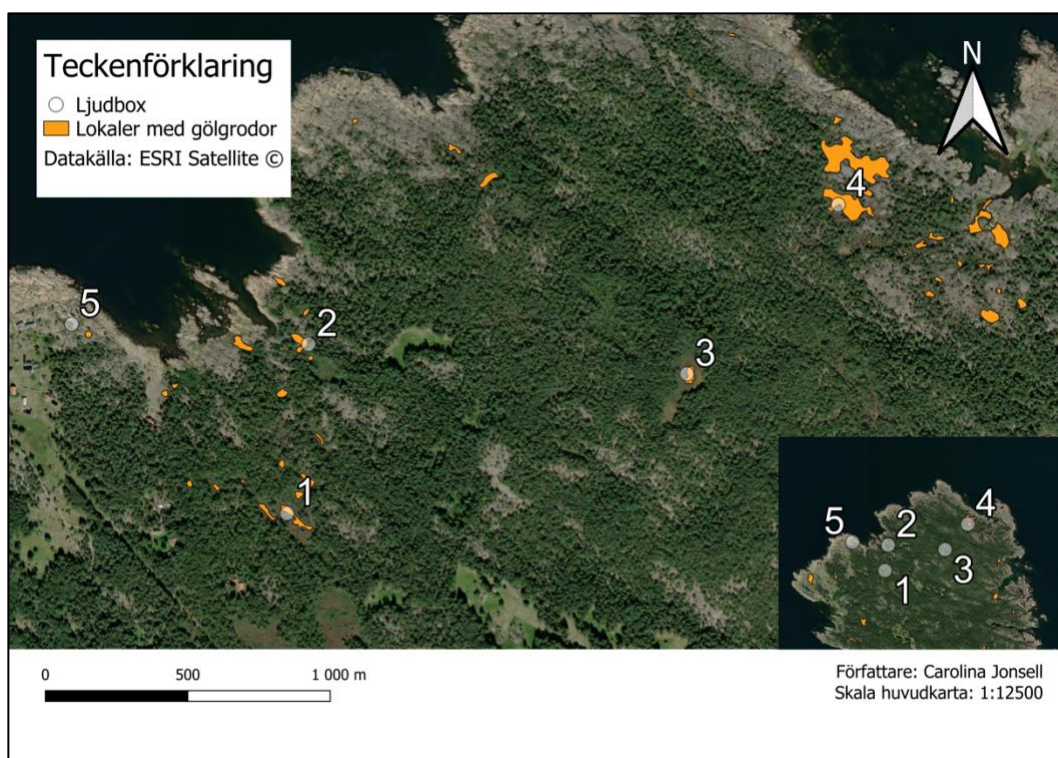 Teckenförklaring
Ljudbox
Lokaler med gölgrodor
Datakälla: ESRI Satellite ©
N
4
5
2
3
1
4
5
2
3
1
0 500 1 000 m
Författare: Carolina Jonsell
Skala huvudkarta: 1:12500